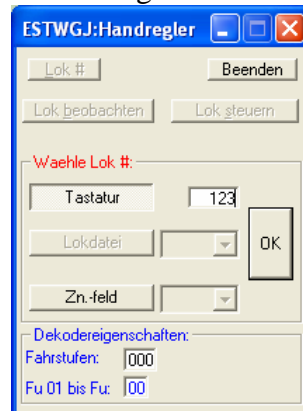 ESTWGJ:Handregler
Lok # Beenden
Lok beobachten Lok steuern
Waehle Lok #:
Tastatur 123
Lokdatei OK
Zn.-feld
Dekodereigenschaften:
Fahrstufen: 000
Fu 01 bis Fu: 00